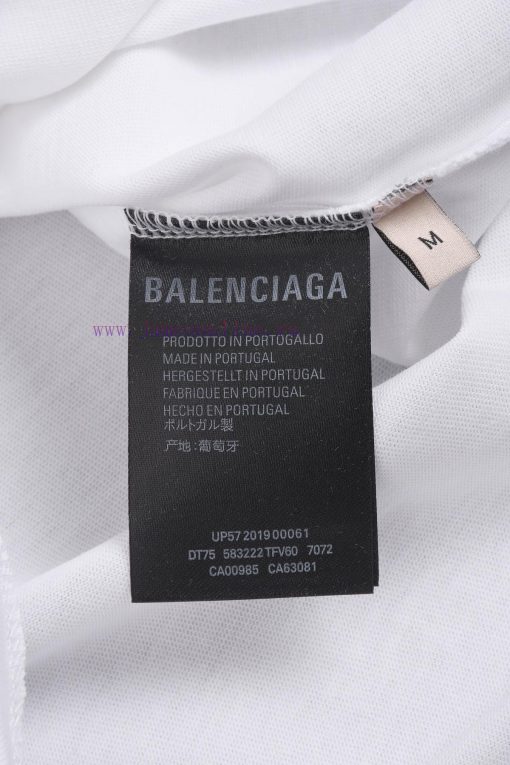 M
BALENCIAGA
PRODOTTO IN PORTOGALLO
MADE IN PORTUGAL
HERGESTELLT IN PORTUGAL
FABRIQUE EN PORTUGAL
HECHO EN PORTUGAL
ポルトガル製
产地:葡萄牙
UP57 2019 00061
DT75 583222 TFV60 7072
CA00985 CA63081